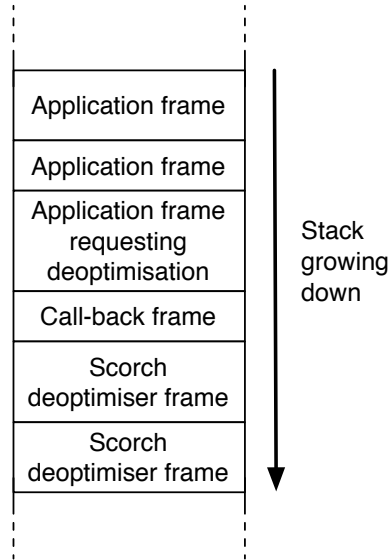 Application frame
Application frame
Application frame
requesting
deoptimisation
Call-back frame
Scorch
deoptimiser frame
Scorch
deoptimiser frame
Stack
growing
down